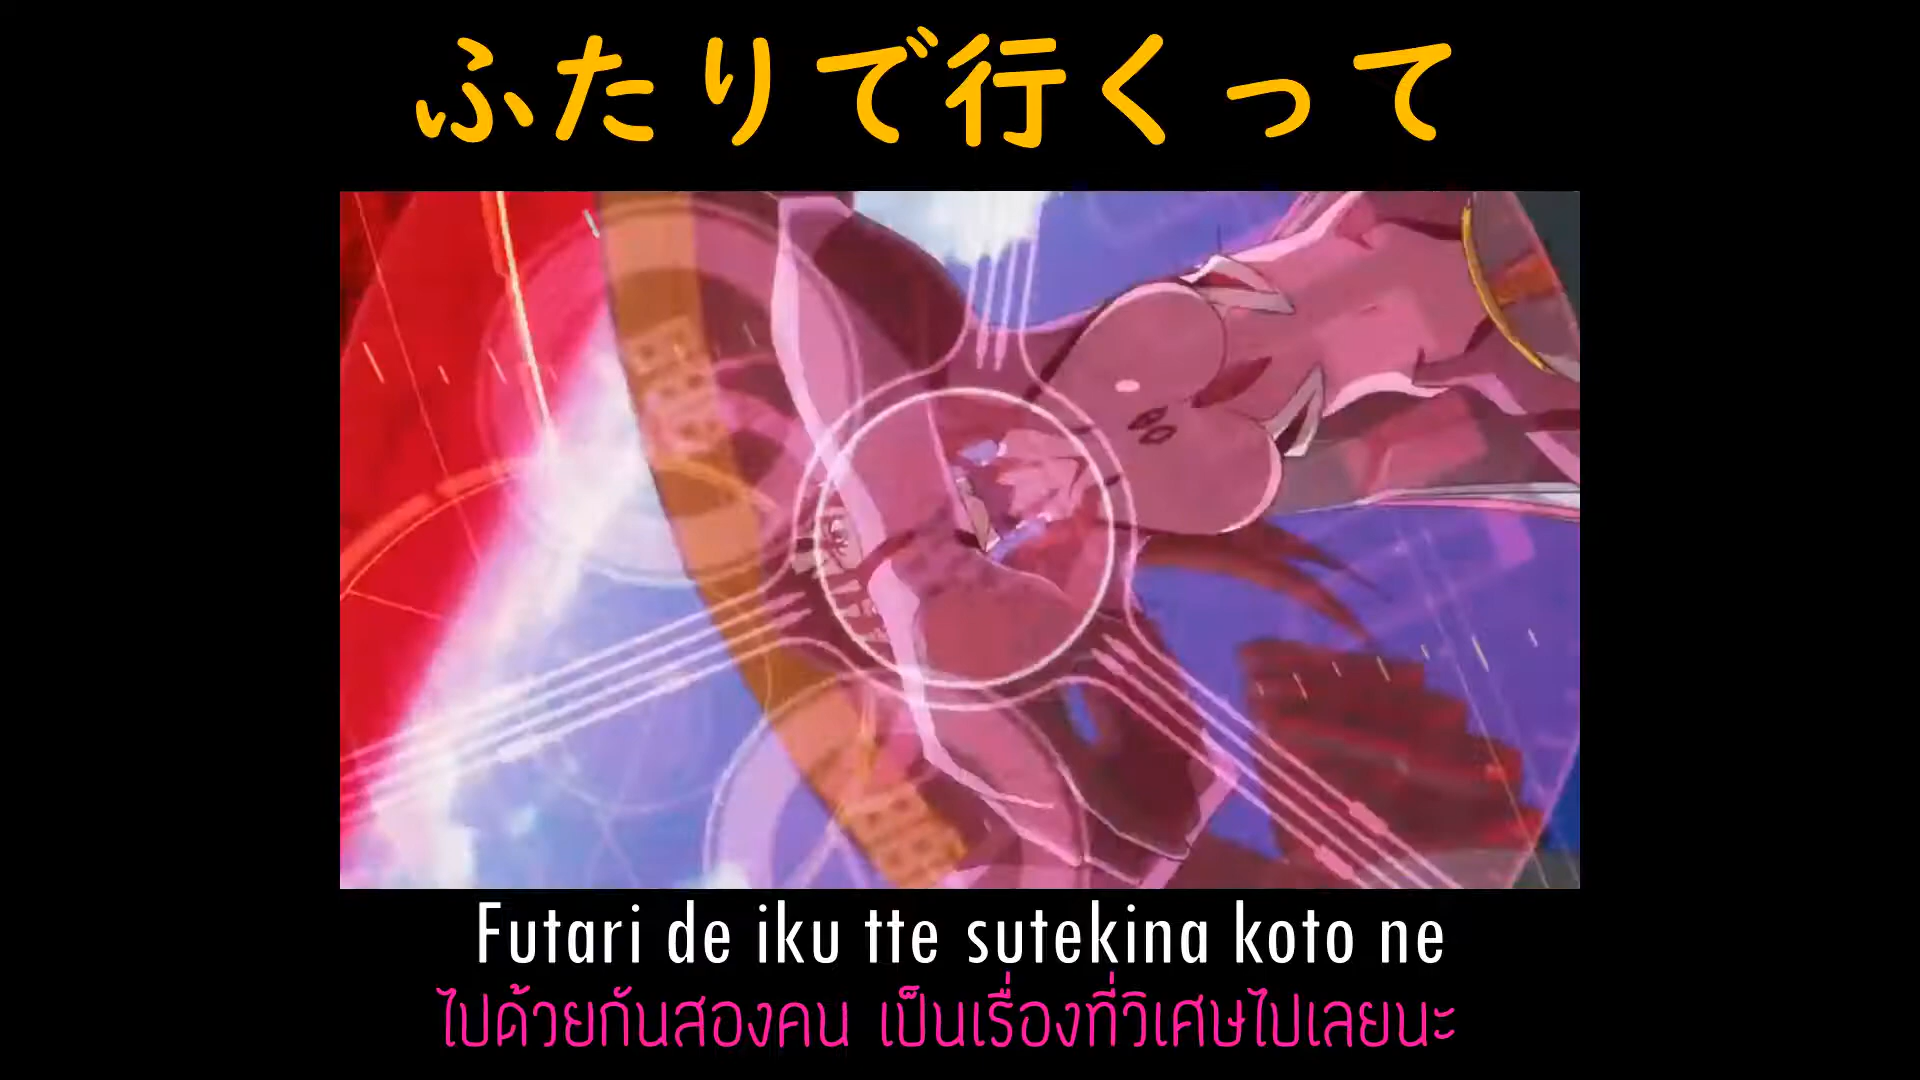 ふたりで行くって
Futari de iku tte sutekina koto ne
ไปด้วยกันสองคน เป็นเรื่องที่วิเศษไปเลยนะ